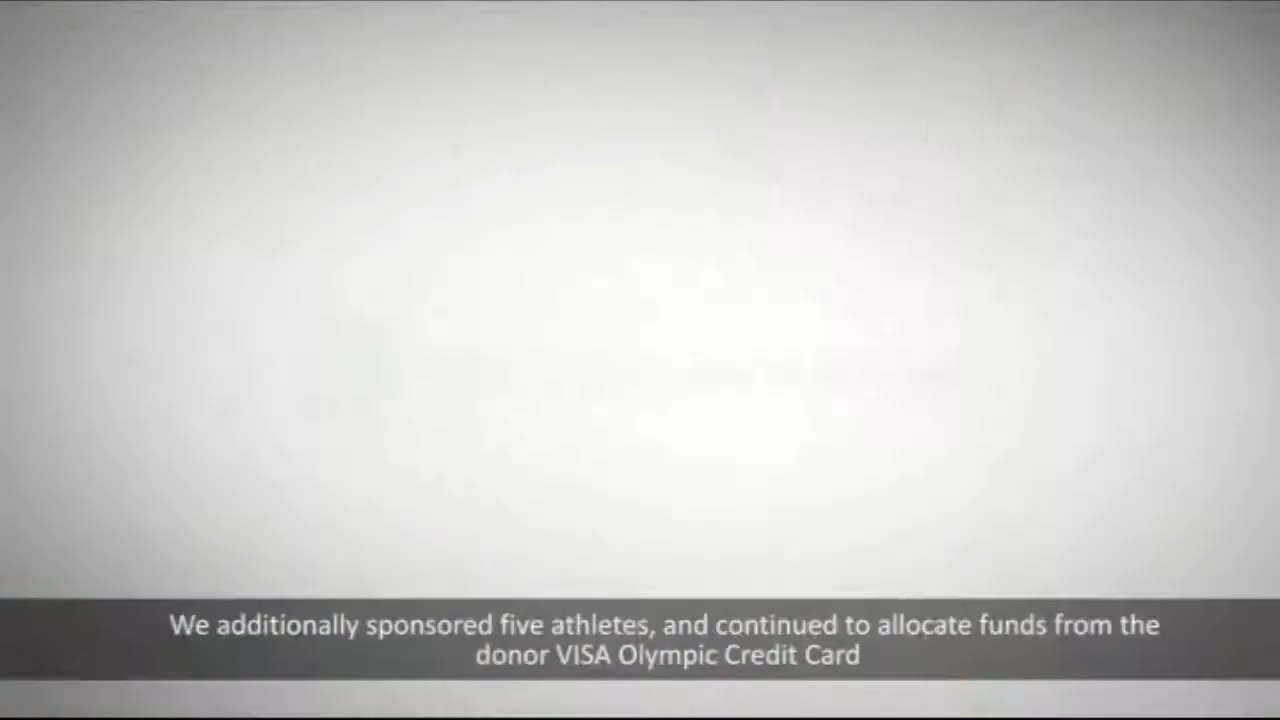 We additionally sponsored five athletes, and continued to allocate funds from the
donor VISA Olympic Credit Card